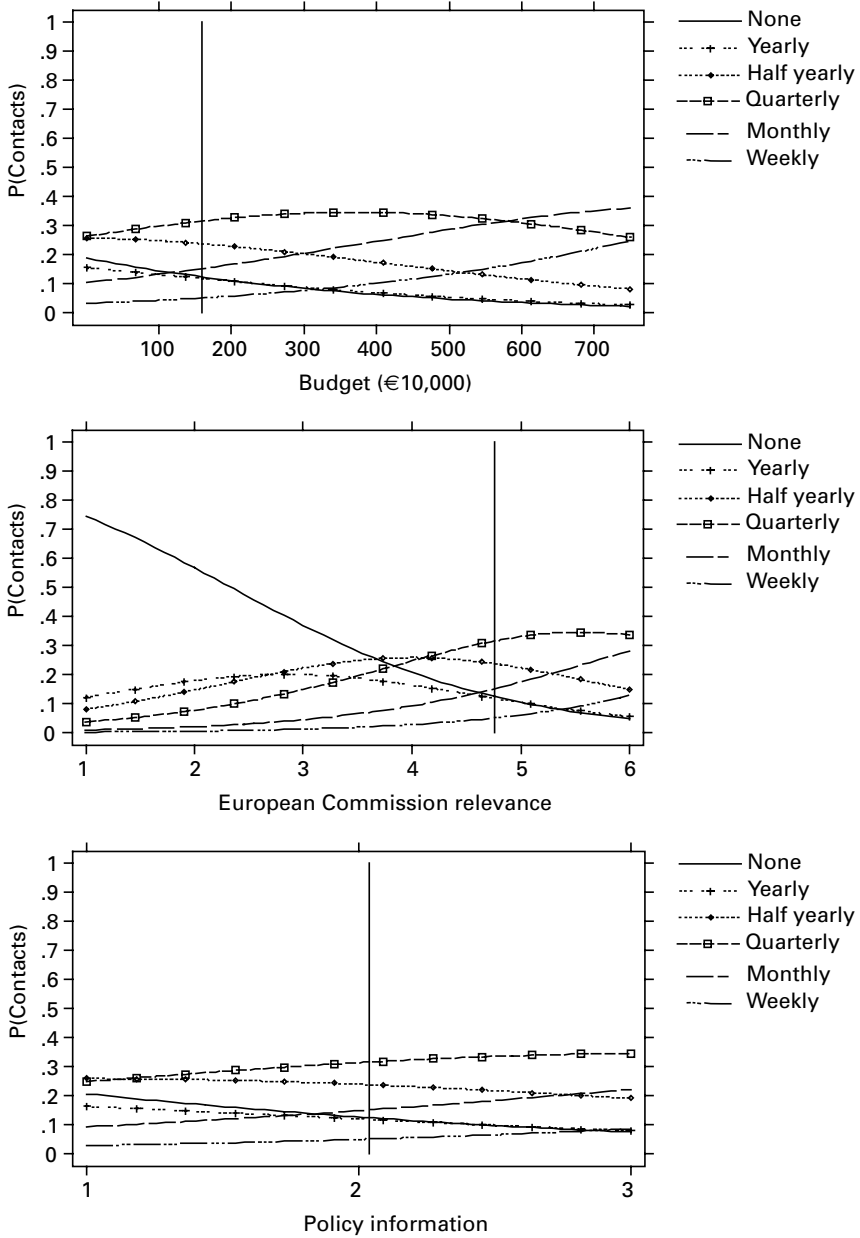 1
.9
.8
.7
.6
.5
.4
.3
.2
.1
0
P(Contacts)
100 200 300 400 500 600 700
Budget (€10,000)
None
Yearly
Half yearly
Quarterly
Monthly
Weekly
1
.9
.8
.7
.6
.5
.4
.3
.2
.1
0
P(Contacts)
1 2 3 4 5 6
European Commission relevance
None
Yearly
Half yearly
Quarterly
Monthly
Weekly
1
.9
.8
.7
.6
.5
.4
.3
.2
.1
0
P(Contacts)
1 2 3
Policy information
None
Yearly
Half yearly
Quarterly
Monthly
Weekly